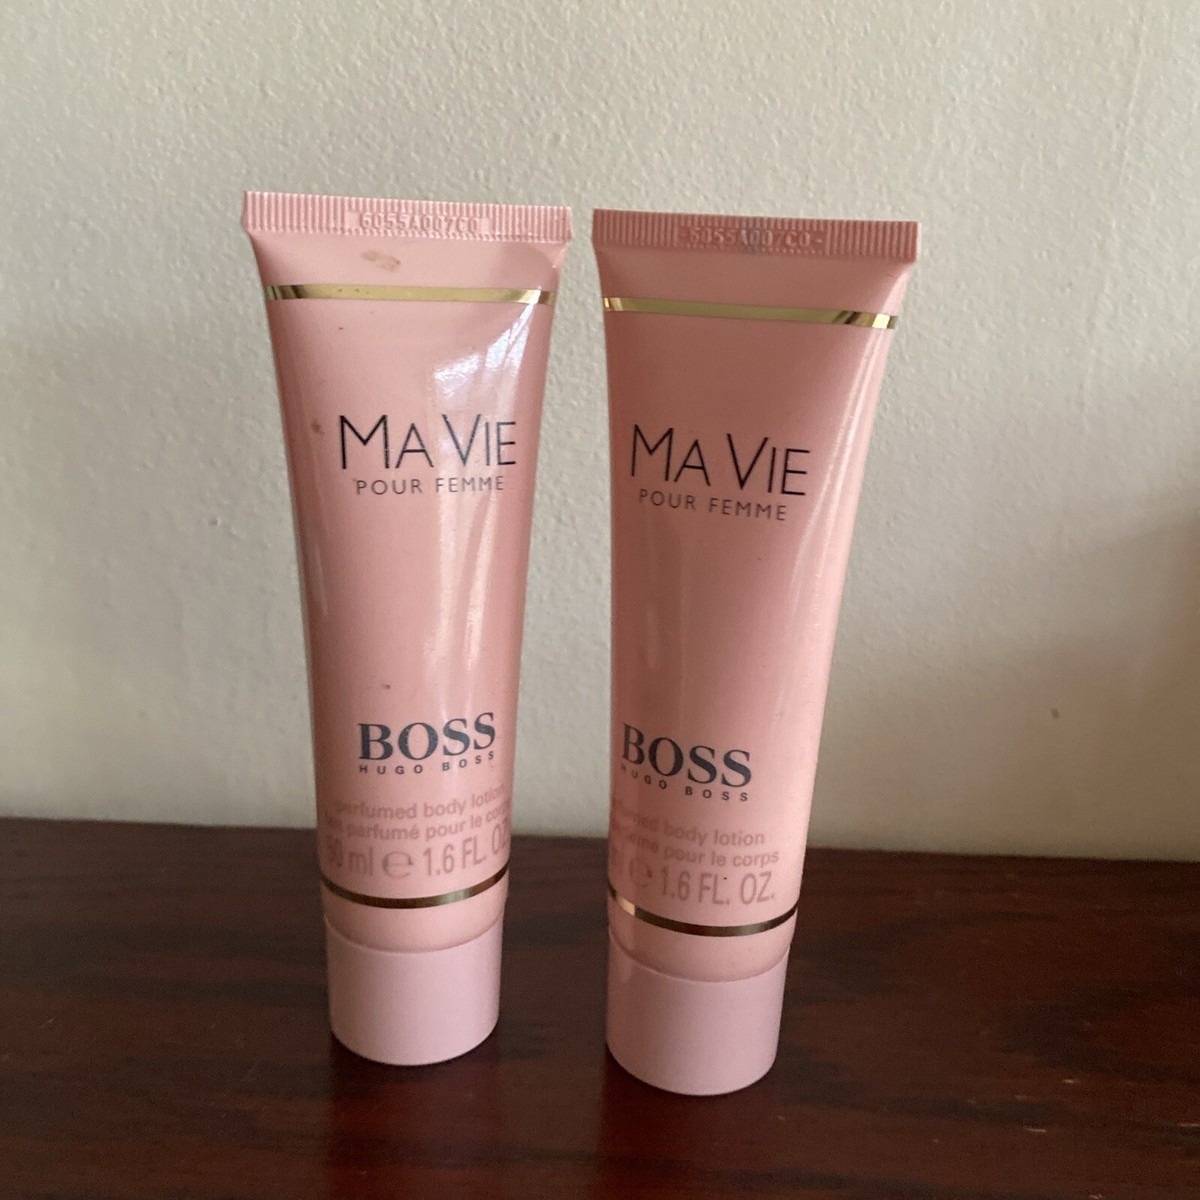 6055A007C0
MA VIE
POUR FEMME
BOSS
HUGO BOSS
perfumed body lotion
parfumé pour le corps
50 ml e 1.6 FL. OZ.
6055A007C0
MA VIE
POUR FEMME
BOSS
HUGO BOSS
body lotion
pour le corps
e 1.6 FL. OZ.